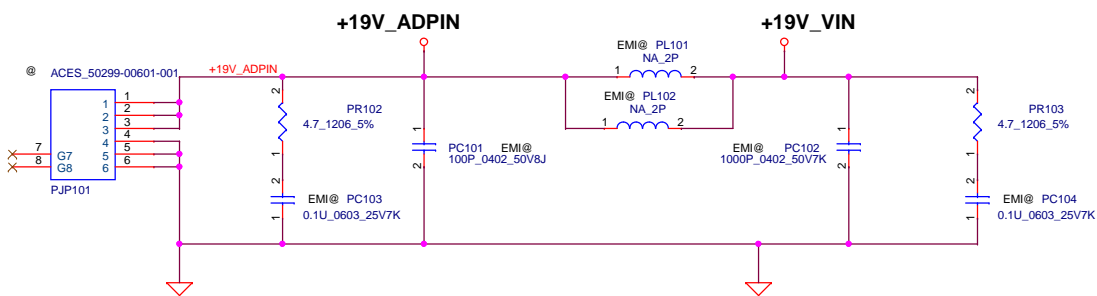 +19V_ADPIN
+19V_VIN
@ ACES_50299-00601-001
+19V_ADPIN
EMI@ PL101
NA_2P
1 2
EMI@ PL102
NA_2P
1 2
1 1
2 2
3 3
4 4
5 5
6 6
7 G7
8 G8
PJP101
2
PR102
4.7_1206_5%
1
2
EMI@ PC103
0.1U_0603_25V7K
1
1
PC101 EMI@
100P_0402_50V8J
2
1
EMI@ PC102
1000P_0402_50V7K
2
2
PR103
4.7_1206_5%
1
2
EMI@ PC104
0.1U_0603_25V7K
1